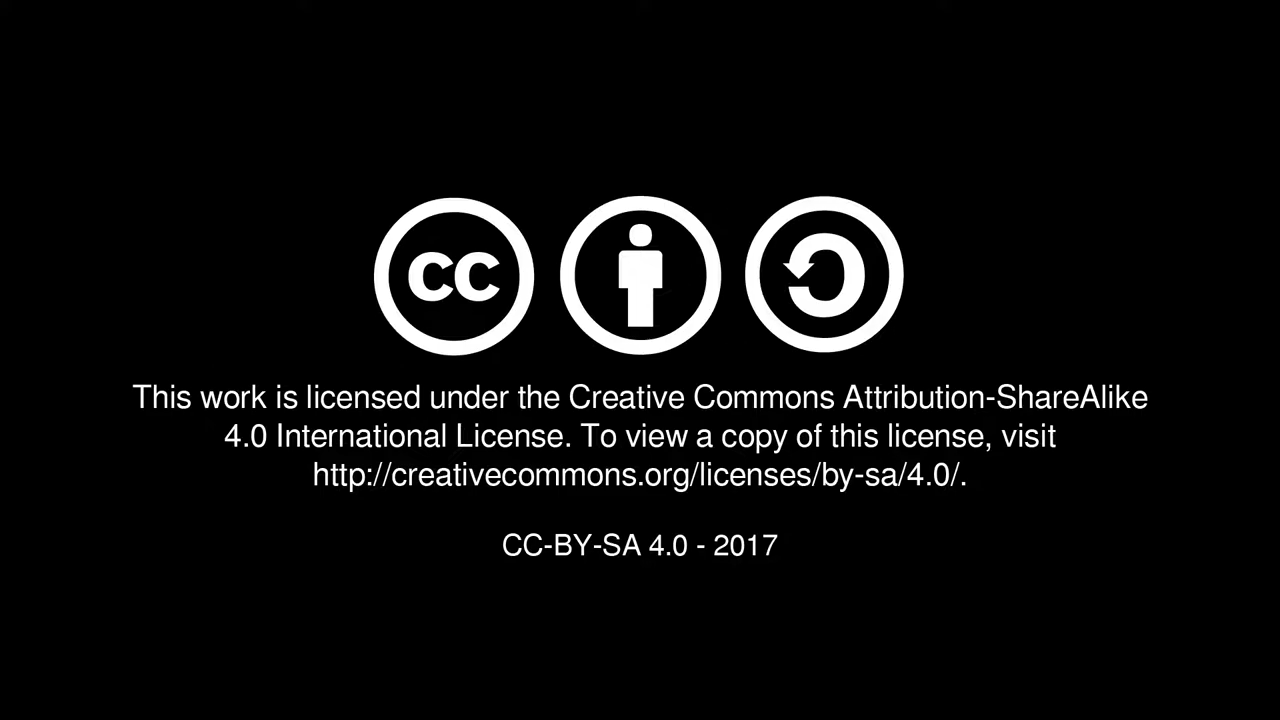 cc
This work is licensed under the Creative Commons Attribution-ShareAlike
4.0 International License. To view a copy of this license, visit
http://creativecommons.org/licenses/by-sa/4.0/.
CC-BY-SA 4.0 - 2017